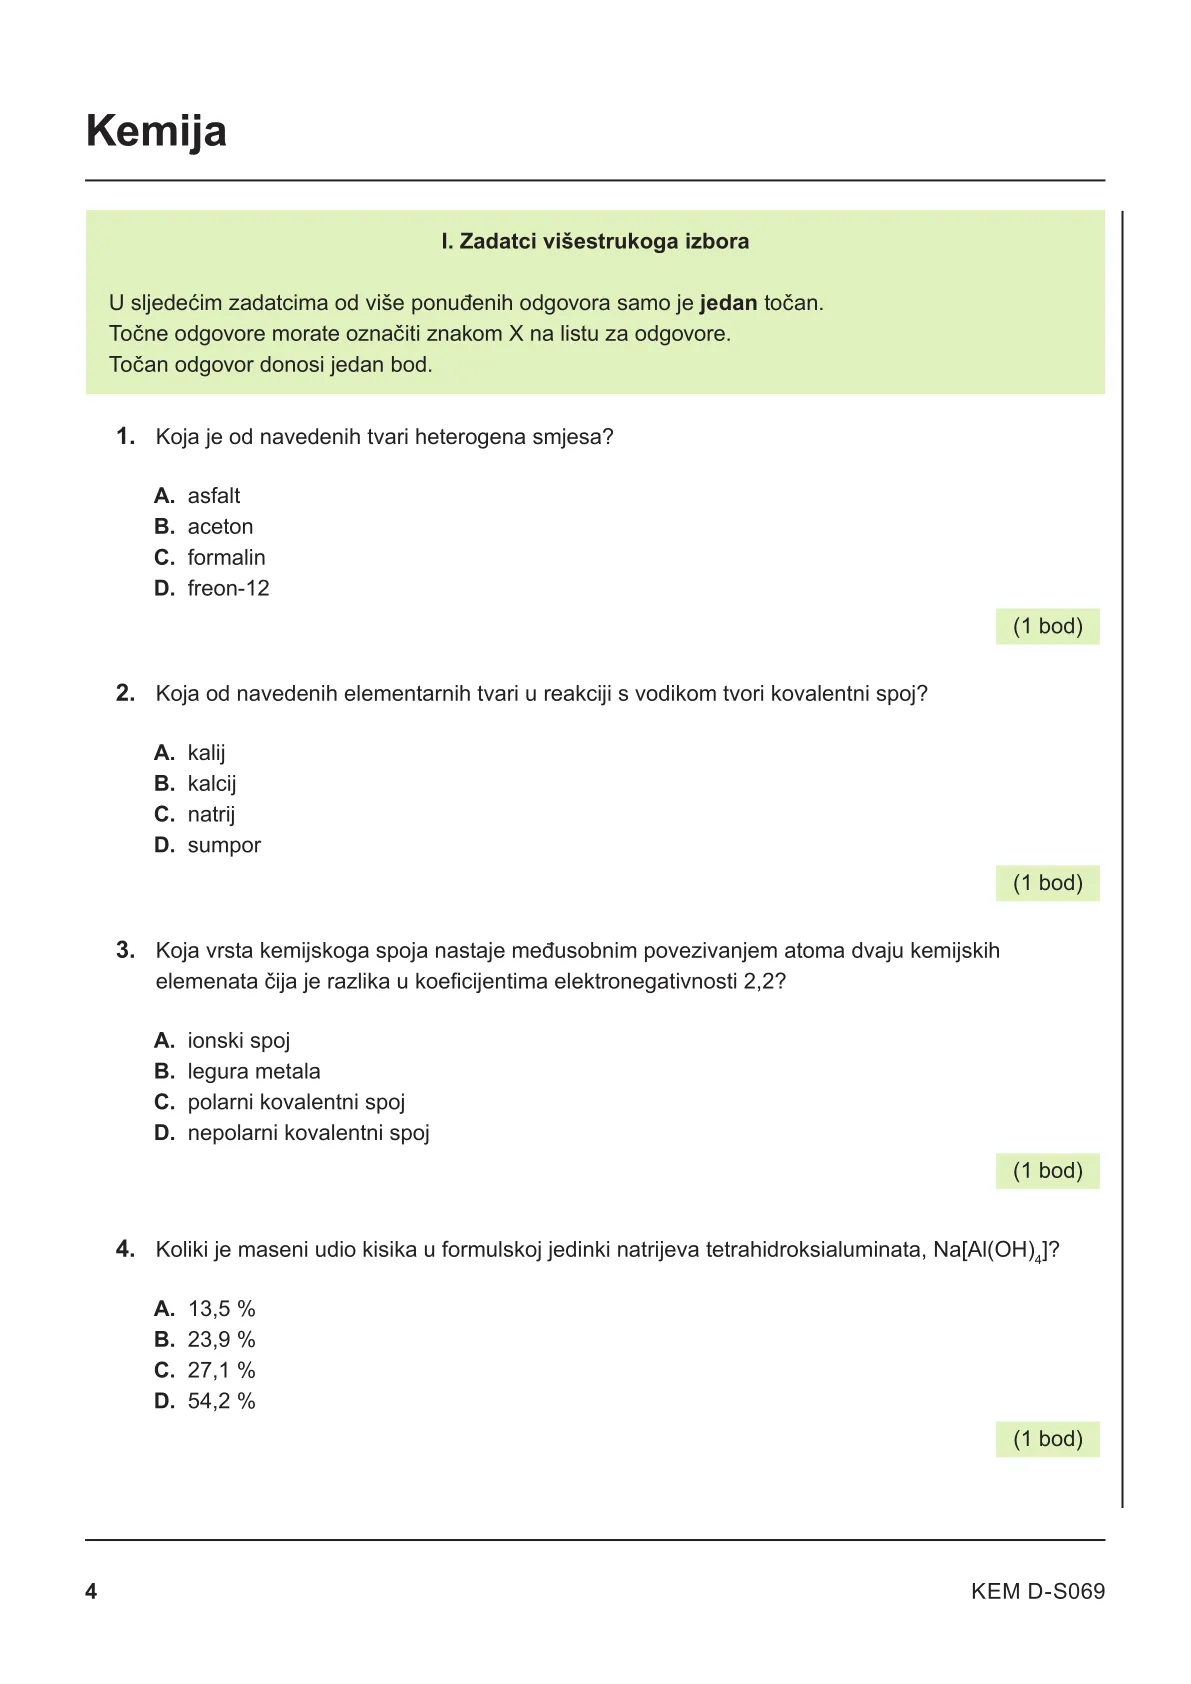 Kemija
I. Zadatci višestrukoga izbora
U sljedećim zadatcima od više ponuđenih odgovora samo je jedan točan.
Točne odgovore morate označiti znakom X na listu za odgovore.
Točan odgovor donosi jedan bod.
1. Koja je od navedenih tvari heterogena smjesa?
A. asfalt
B. aceton
C. formalin
D. freon-12
(1 bod)
2. Koja od navedenih elementarnih tvari u reakciji s vodikom tvori kovalentni spoj?
A. kalij
B. kalcij
C. natrij
D. sumpor
(1 bod)
3. Koja vrsta kemijskoga spoja nastaje međusobnim povezivanjem atoma dvaju kemijskih
elemenata čija je razlika u koeficijentima elektronegativnosti 2,2?
A. ionski spoj
B. legura metala
C. polarni kovalentni spoj
D. nepolarni kovalentni spoj
(1 bod)
4. Koliki je maseni udio kisika u formulskoj jedinki natrijeva tetrahidroksialuminata, Na[Al(OH)₄]?
A. 13,5 %
B. 23,9 %
C. 27,1 %
D. 54,2 %
(1 bod)
4
KEM D-S069